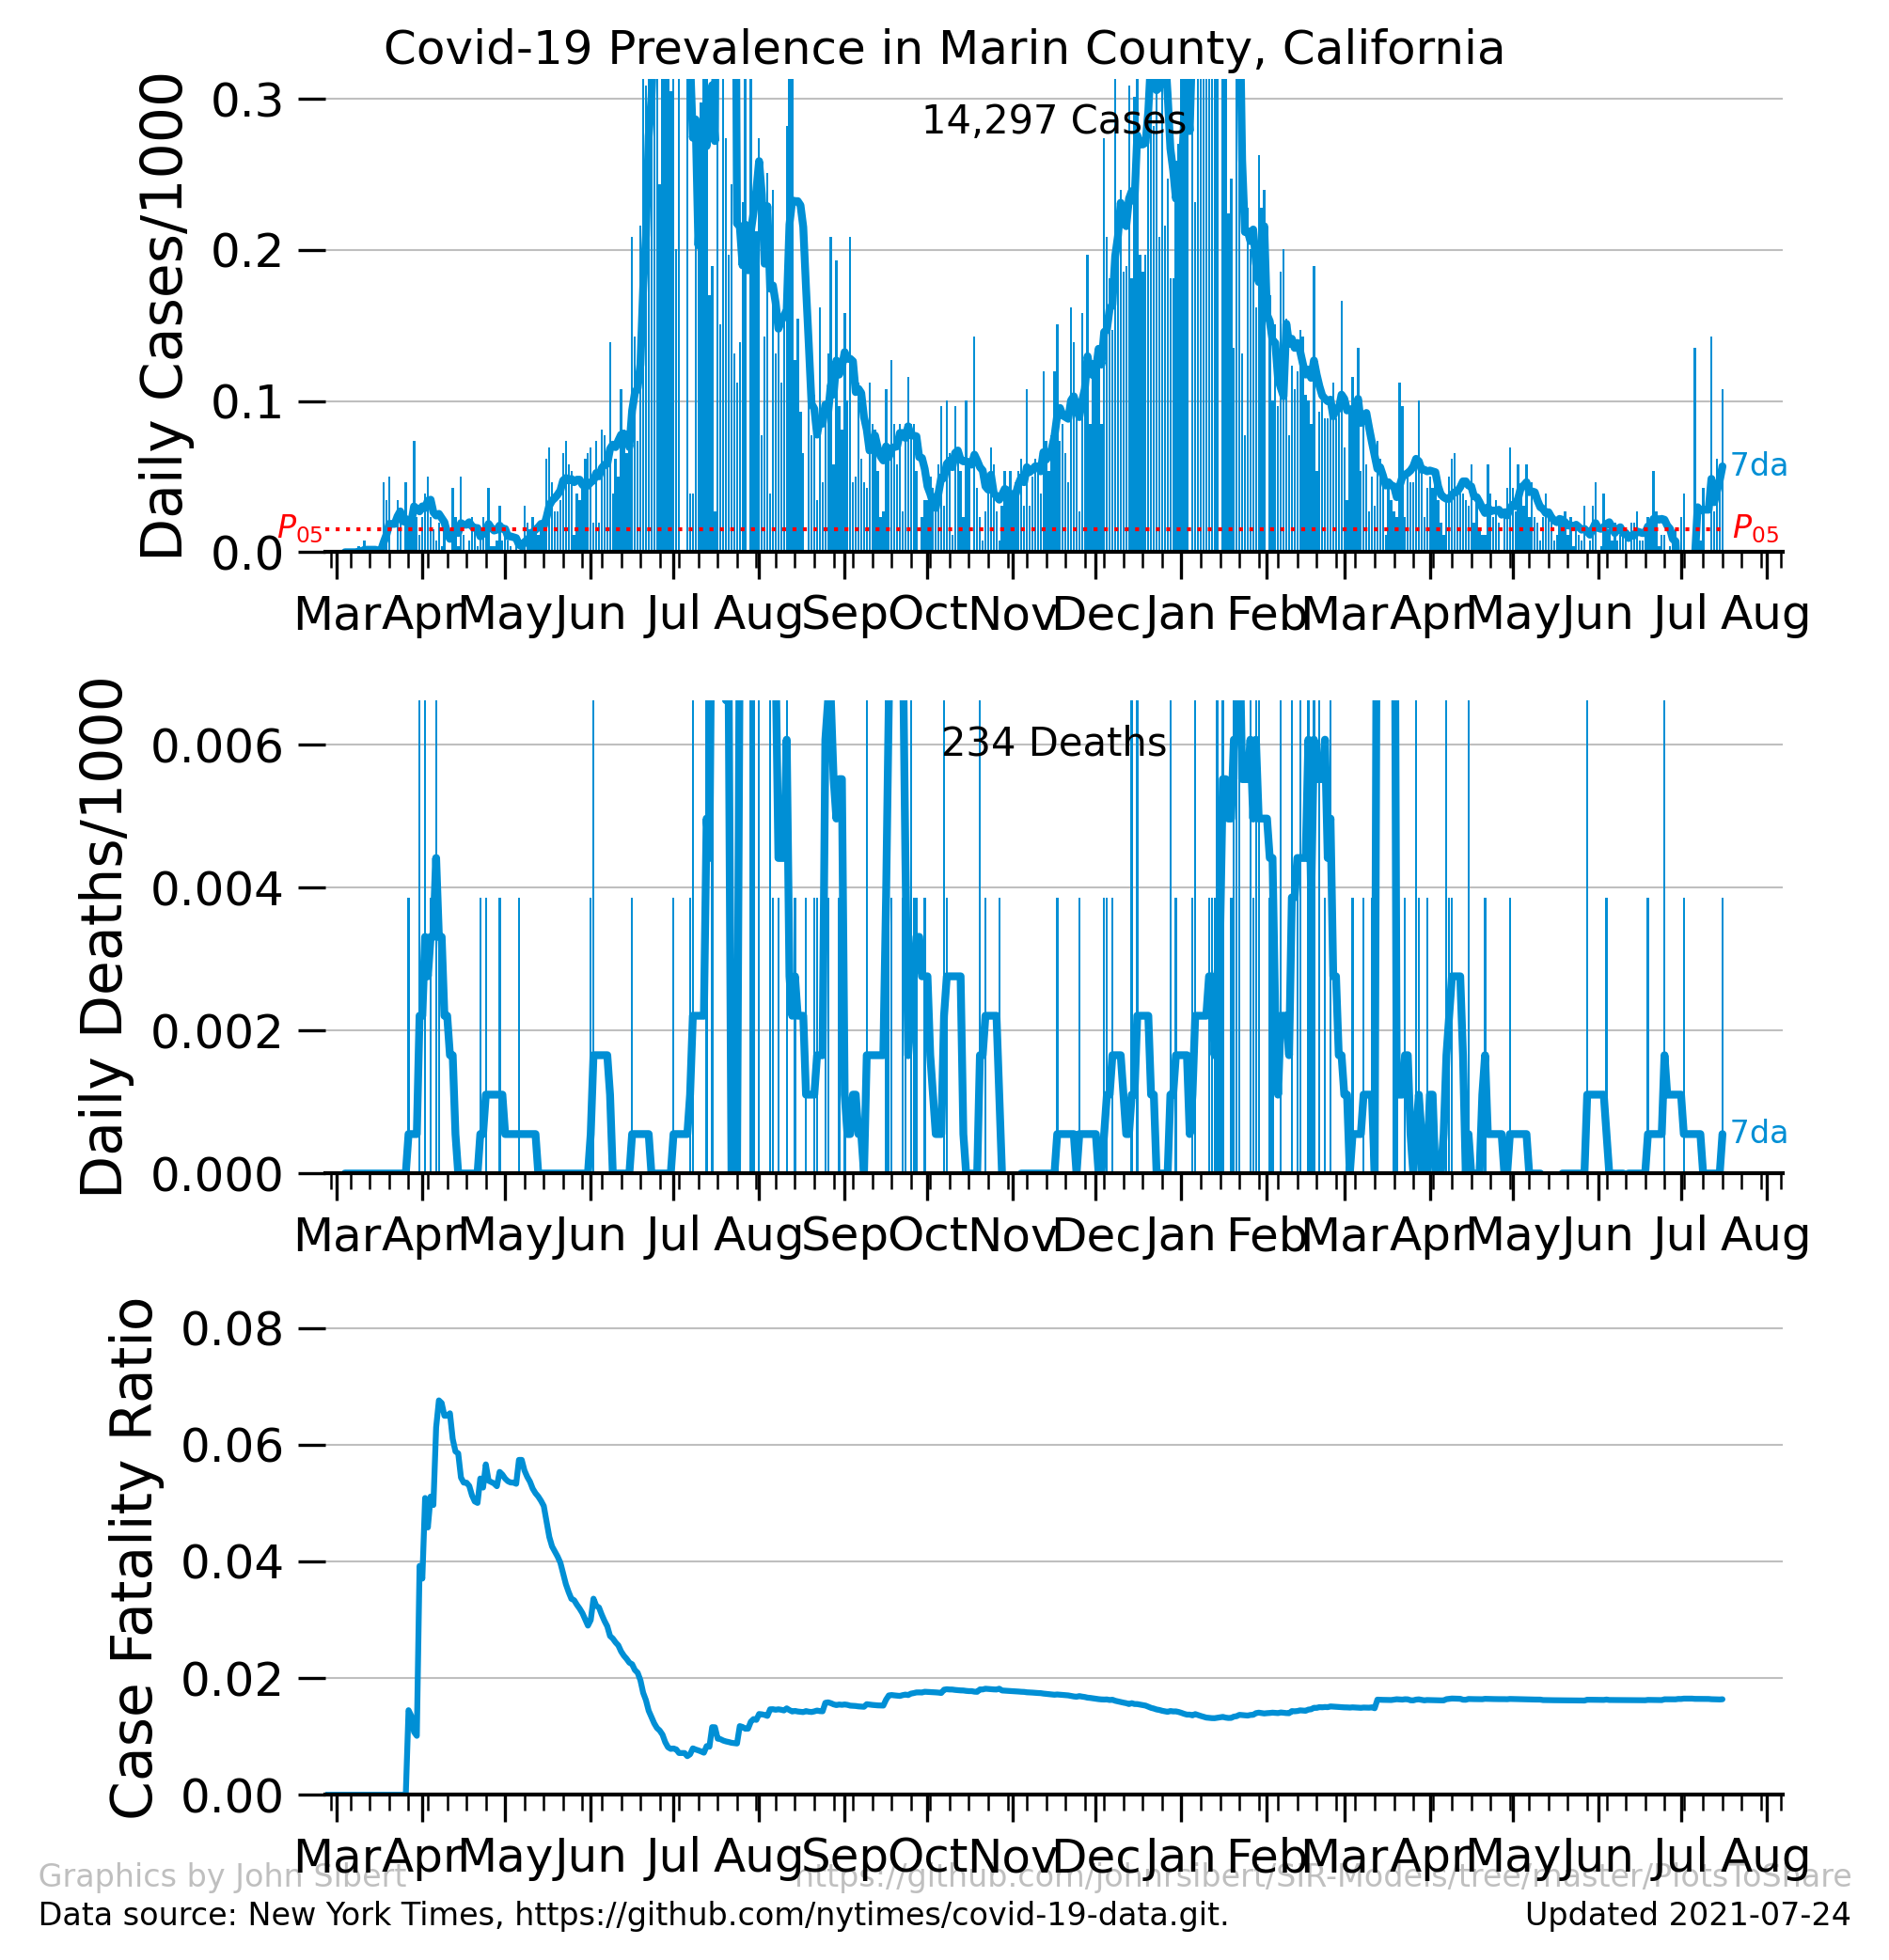 Covid-19 Prevalence in Marin County, California
Daily Cases/1000
0.3
0.2
0.1
0.0
14,297 Cases
7da
P05
P05
Mar Apr May Jun Jul Aug Sep Oct Nov Dec Jan Feb Mar Apr May Jun Jul Aug
Daily Deaths/1000
0.006
0.004
0.002
0.000
234 Deaths
7da
Mar Apr May Jun Jul Aug Sep Oct Nov Dec Jan Feb Mar Apr May Jun Jul Aug
Case Fatality Ratio
0.08
0.06
0.04
0.02
0.00
Mar Apr May Jun Jul Aug Sep Oct Nov Dec Jan Feb Mar Apr May Jun Jul Aug
Graphics by John Sibert
https://github.com/johnrsibert/SIR-Models/tree/master/PlotsToShare
Data source: New York Times, https://github.com/nytimes/covid-19-data.git.
Updated 2021-07-24